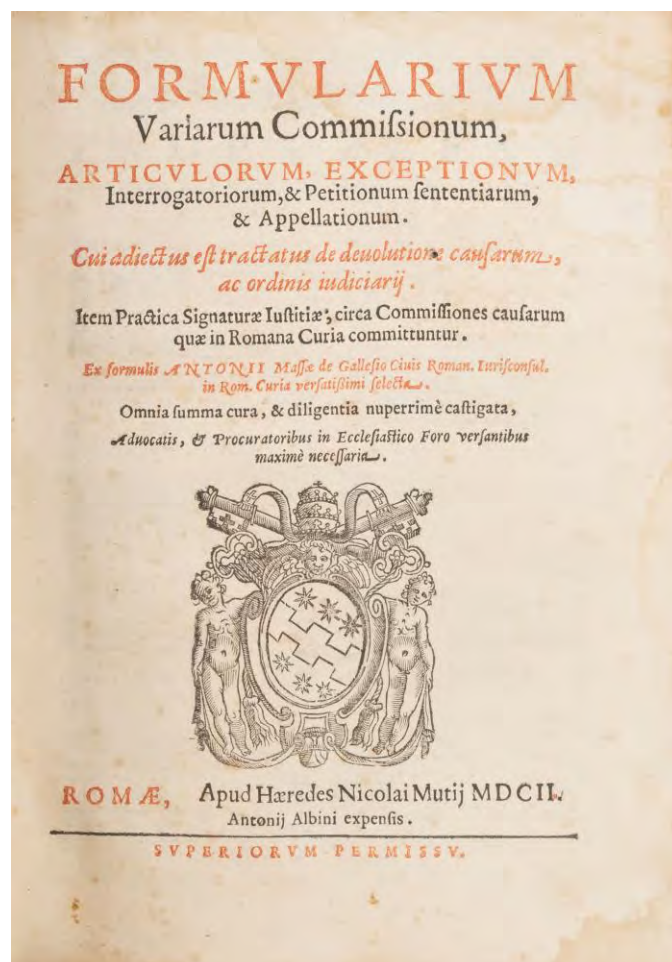 FORMVLARIVM
Variarum Commiſsionum,
ARTICVLORVM, EXCEPTIONVM,
Interrogatoriorum, & Petitionum ſententiarum,
& Appellationum.
Cui adiectus eſt tractatus de deuolutione cauſarum,
ac ordinis iudiciarij.
Item Practica Signaturæ Iuſtitiæ, circa Commiſſiones cauſarum
quæ in Romana Curia committuntur.
Ex formulis ANTONII Maſſæ de Galleſio Ciuis Roman. Iuriſconſul.
in Rom. Curia verſatiſſimi ſelecta.
Omnia ſumma cura, & diligentia nuperrimè caſtigata,
Aduocatis, & Procuratoribus in Eccleſiaſtico Foro verſantibus
maximè neceſſaria.
ROMÆ, Apud Hæredes Nicolai Mutij MDCII.
Antonij Albini expenſis.
SVPERIORVM PERMISSV.